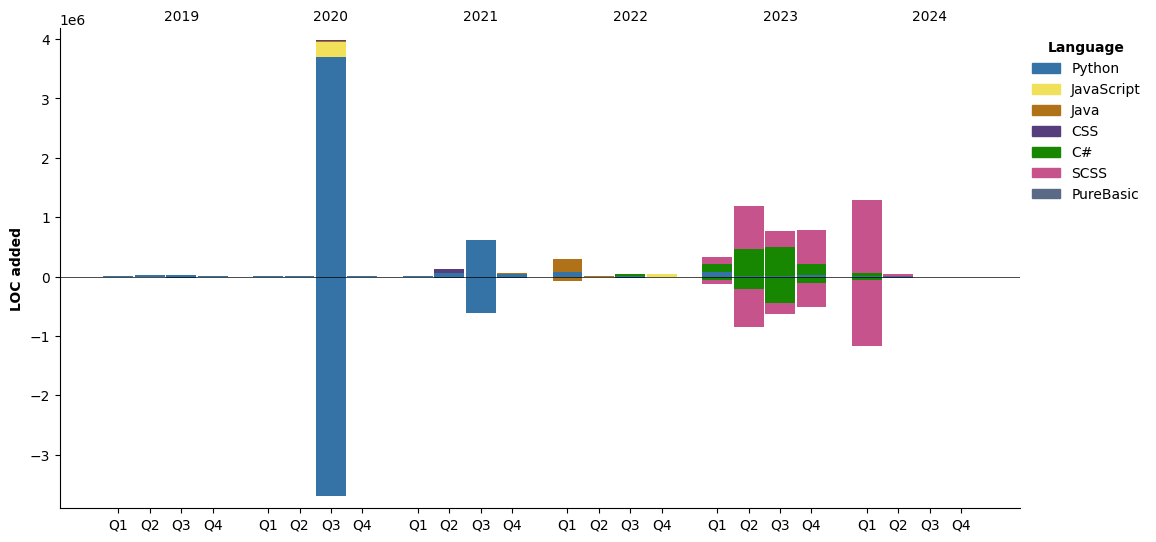 1e6
2019 2020 2021 2022 2023 2024
LOC added
4
3
2
1
0
−1
−2
−3
Q1 Q2 Q3 Q4 Q1 Q2 Q3 Q4 Q1 Q2 Q3 Q4 Q1 Q2 Q3 Q4 Q1 Q2 Q3 Q4 Q1 Q2 Q3 Q4
Language
Python
JavaScript
Java
CSS
C#
SCSS
PureBasic